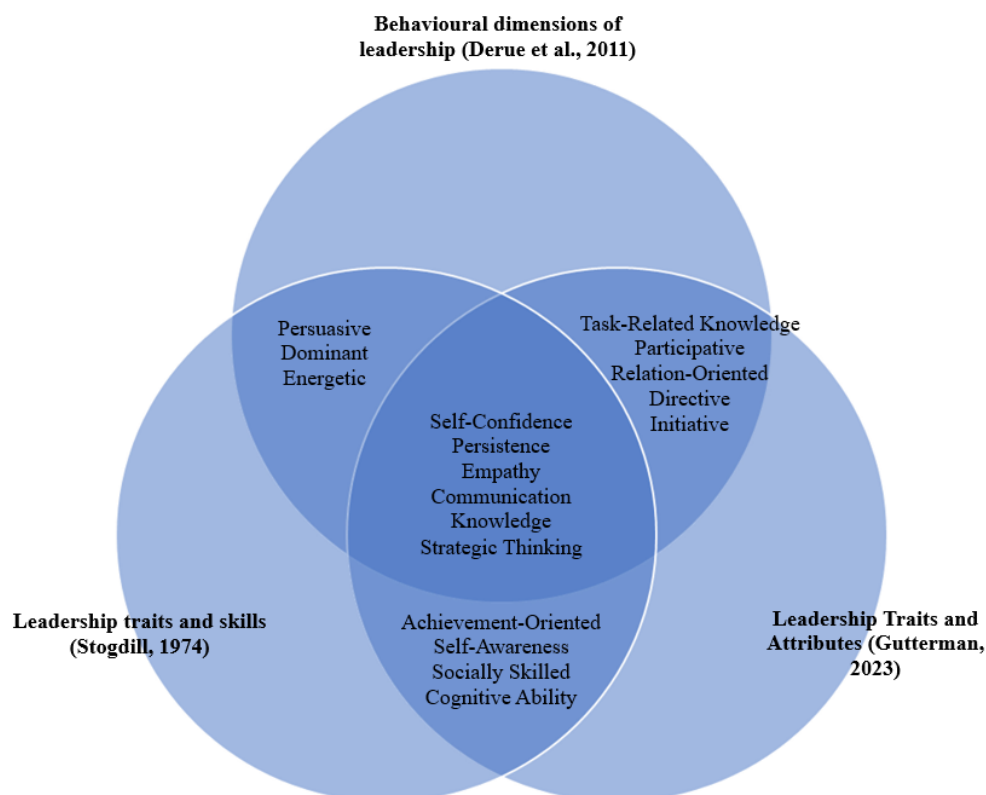 Behavioural dimensions of
leadership (Derue et al., 2011)
Persuasive
Dominant
Energetic
Task-Related Knowledge
Participative
Relation-Oriented
Directive
Initiative
Self-Confidence
Persistence
Empathy
Communication
Knowledge
Strategic Thinking
Leadership traits and skills
(Stogdill, 1974)
Achievement-Oriented
Self-Awareness
Socially Skilled
Cognitive Ability
Leadership Traits and
Attributes (Gutterman,
2023)